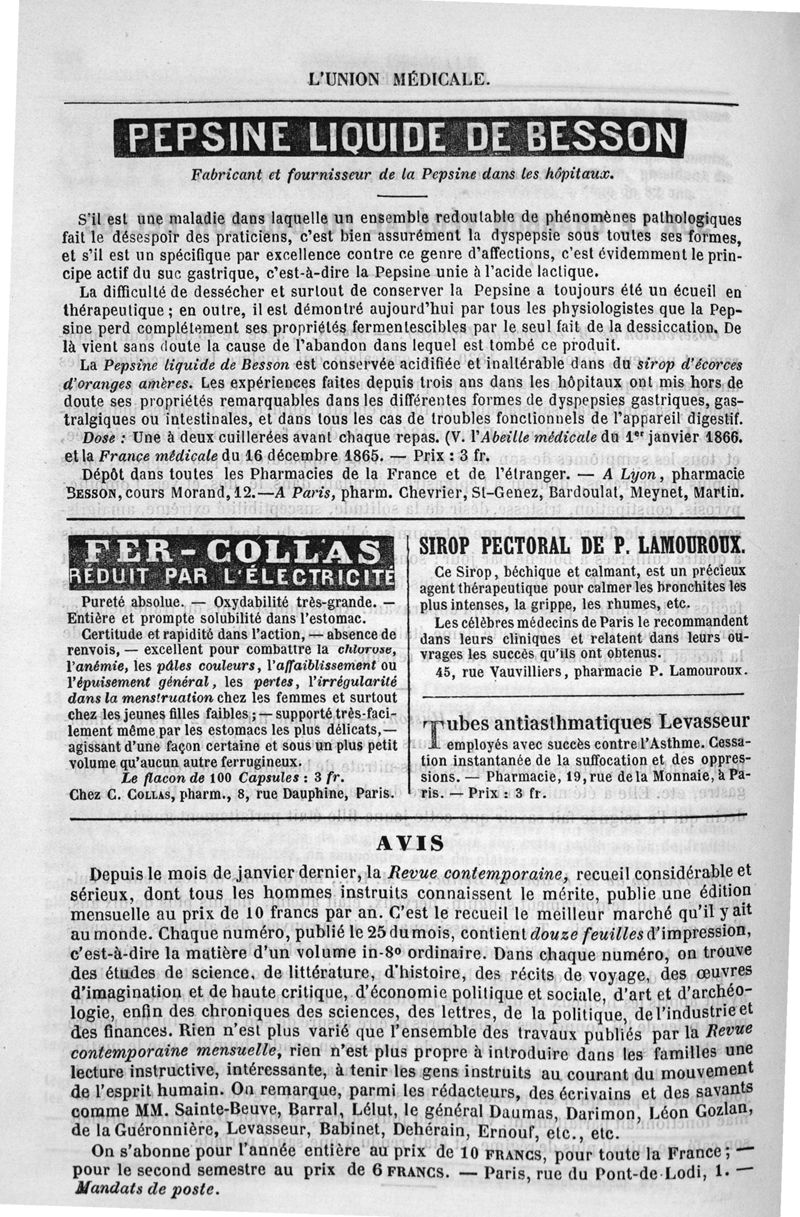 L'UNION MÉDICALE.
PEPSINE LIQUIDE DE BESSON
Fabricant et fournisseur de la Pepsine dans les hôpitaux.
S'il est une maladie dans laquelle un ensemble redoutable de phénomènes pathologiques
fait le désespoir des praticiens, c'est bien assurément la dyspepsie sous toutes ses formes,
et s'il est un spécifique par excellence contre ce genre d'affections, c'est évidemment le prin-
cipe actif du suc gastrique, c'est-à-dire la Pepsine unie à l'acide lactique.
La difficulté de dessécher et surtout de conserver la Pepsine a toujours été un écueil en
thérapeutique ; en outre, il est démontré aujourd'hui par tous les physiologistes que la Pep-
sine perd complétement ses propriétés fermentescibles par le seul fait de la dessiccation. De
là vient sans doute la cause de l'abandon dans lequel est tombé ce produit.
La Pepsine liquide de Besson est conservée acidifiée et inaltérable dans du sirop d'écorces
d'oranges amères. Les expériences faites depuis trois ans dans les hôpitaux ont mis hors de
doute ses propriétés remarquables dans les différentes formes de dyspepsies gastriques, gas-
tralgiques ou intestinales, et dans tous les cas de troubles fonctionnels de l'appareil digestif.
Dose : Une à deux cuillerées avant chaque repas. (V. l'Abeille médicale du 1er janvier 1866.
et la France médicale du 16 décembre 1865. — Prix : 3 fr.
Dépôt dans toutes les Pharmacies de la France et de l'étranger. — A Lyon, pharmacie
BESSON, cours Morand, 12. — A Paris, pharm. Chevrier, St-Genez, Bardoulat, Meynet, Martin.
FER-COLLAS
RÉDUIT PAR L'ÉLECTRICITÉ
Pureté absolue. — Oxydabilité très-grande. —
Entière et prompte solubilité dans l'estomac.
Certitude et rapidité dans l'action, — absence de
renvois, — excellent pour combattre la chlorose,
l'anémie, les pâles couleurs, l'affaiblissement ou
l'épuisement général, les pertes, l'irrégularité
dans la menstruation chez les femmes et surtout
chez les jeunes filles faibles ; — supporté très-faci-
lement même par les estomacs les plus délicats, —
agissant d'une façon certaine et sous un plus petit
volume qu'aucun autre ferrugineux.
Le flacon de 100 Capsules : 3 fr.
Chez C. COLLAS, pharm., 8, rue Dauphine, Paris.
SIROP PECTORAL DE P. LAMOUROUX.
Ce Sirop, béchique et calmant, est un précieux
agent thérapeutique pour calmer les bronchites les
plus intenses, la grippe, les rhumes, etc.
Les célèbres médecins de Paris le recommandent
dans leurs cliniques et relatent dans leurs ou-
vrages les succès qu'ils ont obtenus.
45, rue Vauvilliers, pharmacie P. Lamouroux.
Tubes antiasthmatiques Levasseur
employés avec succès contre l'Asthme. Cessa-
tion instantanée de la suffocation et des oppres-
sions. — Pharmacie, 19, rue de la Monnaie, à Pa-
ris. — Prix : 3 fr.
AVIS
Depuis le mois de janvier dernier, la Revue contemporaine, recueil considérable et
sérieux, dont tous les hommes instruits connaissent le mérite, publie une édition
mensuelle au prix de 10 francs par an. C'est le recueil le meilleur marché qu'il y ait
au monde. Chaque numéro, publié le 25 du mois, contient douze feuilles d'impression,
c'est-à-dire la matière d'un volume in-8º ordinaire. Dans chaque numéro, on trouve
des études de science, de littérature, d'histoire, des récits de voyage, des œuvres
d'imagination et de haute critique, d'économie politique et sociale, d'art et d'archéo-
logie, enfin des chroniques des sciences, des lettres, de la politique, de l'industrie et
des finances. Rien n'est plus varié que l'ensemble des travaux publiés par la Revue
contemporaine mensuelle, rien n'est plus propre à introduire dans les familles une
lecture instructive, intéressante, à tenir les gens instruits au courant du mouvement
de l'esprit humain. On remarque, parmi les rédacteurs, des écrivains et des savants
comme MM. Sainte-Beuve, Barral, Lélut, le général Daumas, Darimon, Léon Gozlan,
de la Guéronnière, Levasseur, Babinet, Dehérain, Ernouf, etc., etc.
On s'abonne pour l'année entière au prix de 10 FRANCS, pour toute la France ; —
pour le second semestre au prix de 6 FRANCS. — Paris, rue du Pont-de-Lodi, 1. —
Mandats de poste.